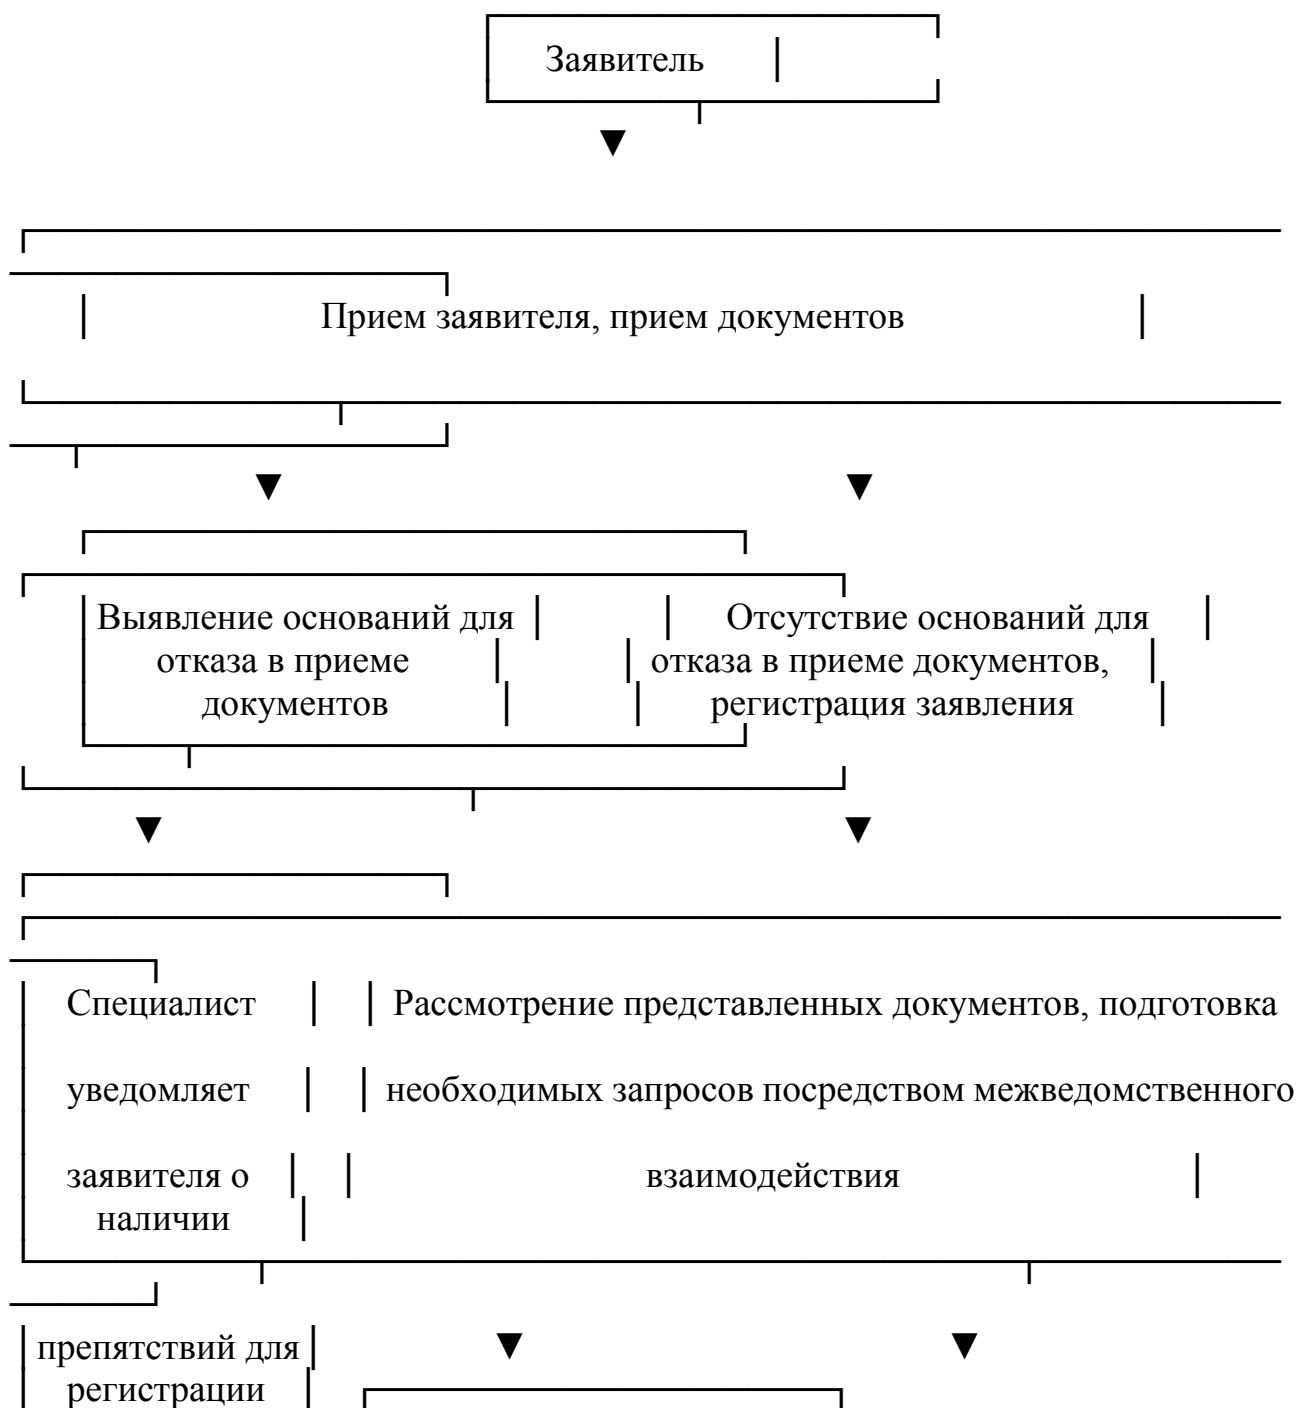 Заявитель
Прием заявителя, прием документов
Выявление оснований для
Отсутствие оснований для
отказа в приеме
отказа в приеме документов,
документов
регистрация заявления
Специалист
Рассмотрение представленных документов, подготовка
уведомляет
необходимых запросов посредством межведомственного
заявителя о
взаимодействия
наличии
препятствий для
регистрации